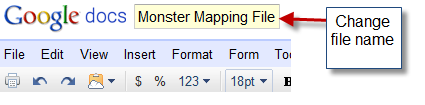 Google docs Monster Mapping File
Change
file name
File Edit View Insert Format Form
$ % 123 18pt B